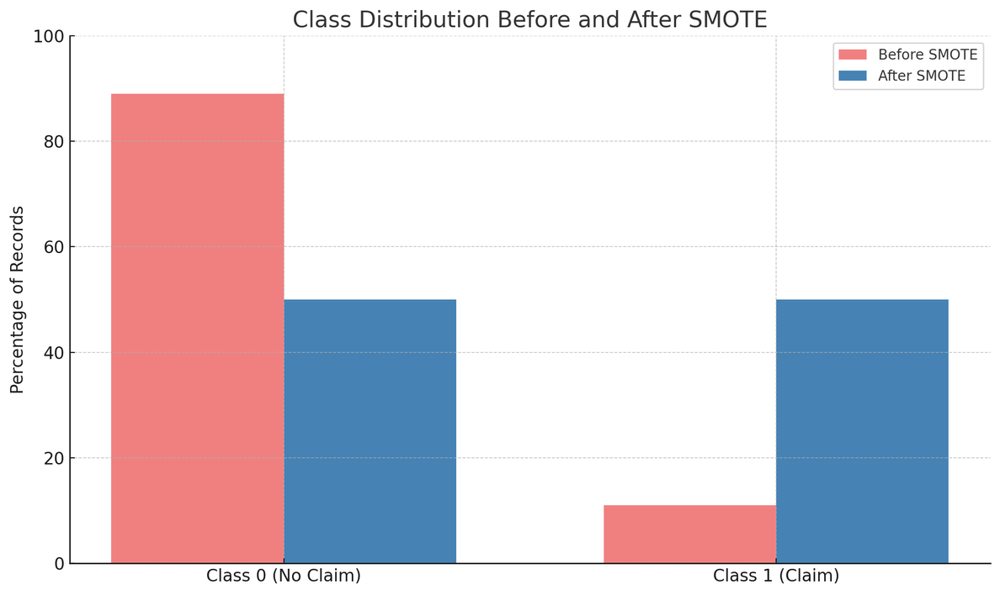 Class Distribution Before and After SMOTE
Before SMOTE
After SMOTE
Percentage of Records
100
80
60
40
20
0
Class 0 (No Claim)
Class 1 (Claim)